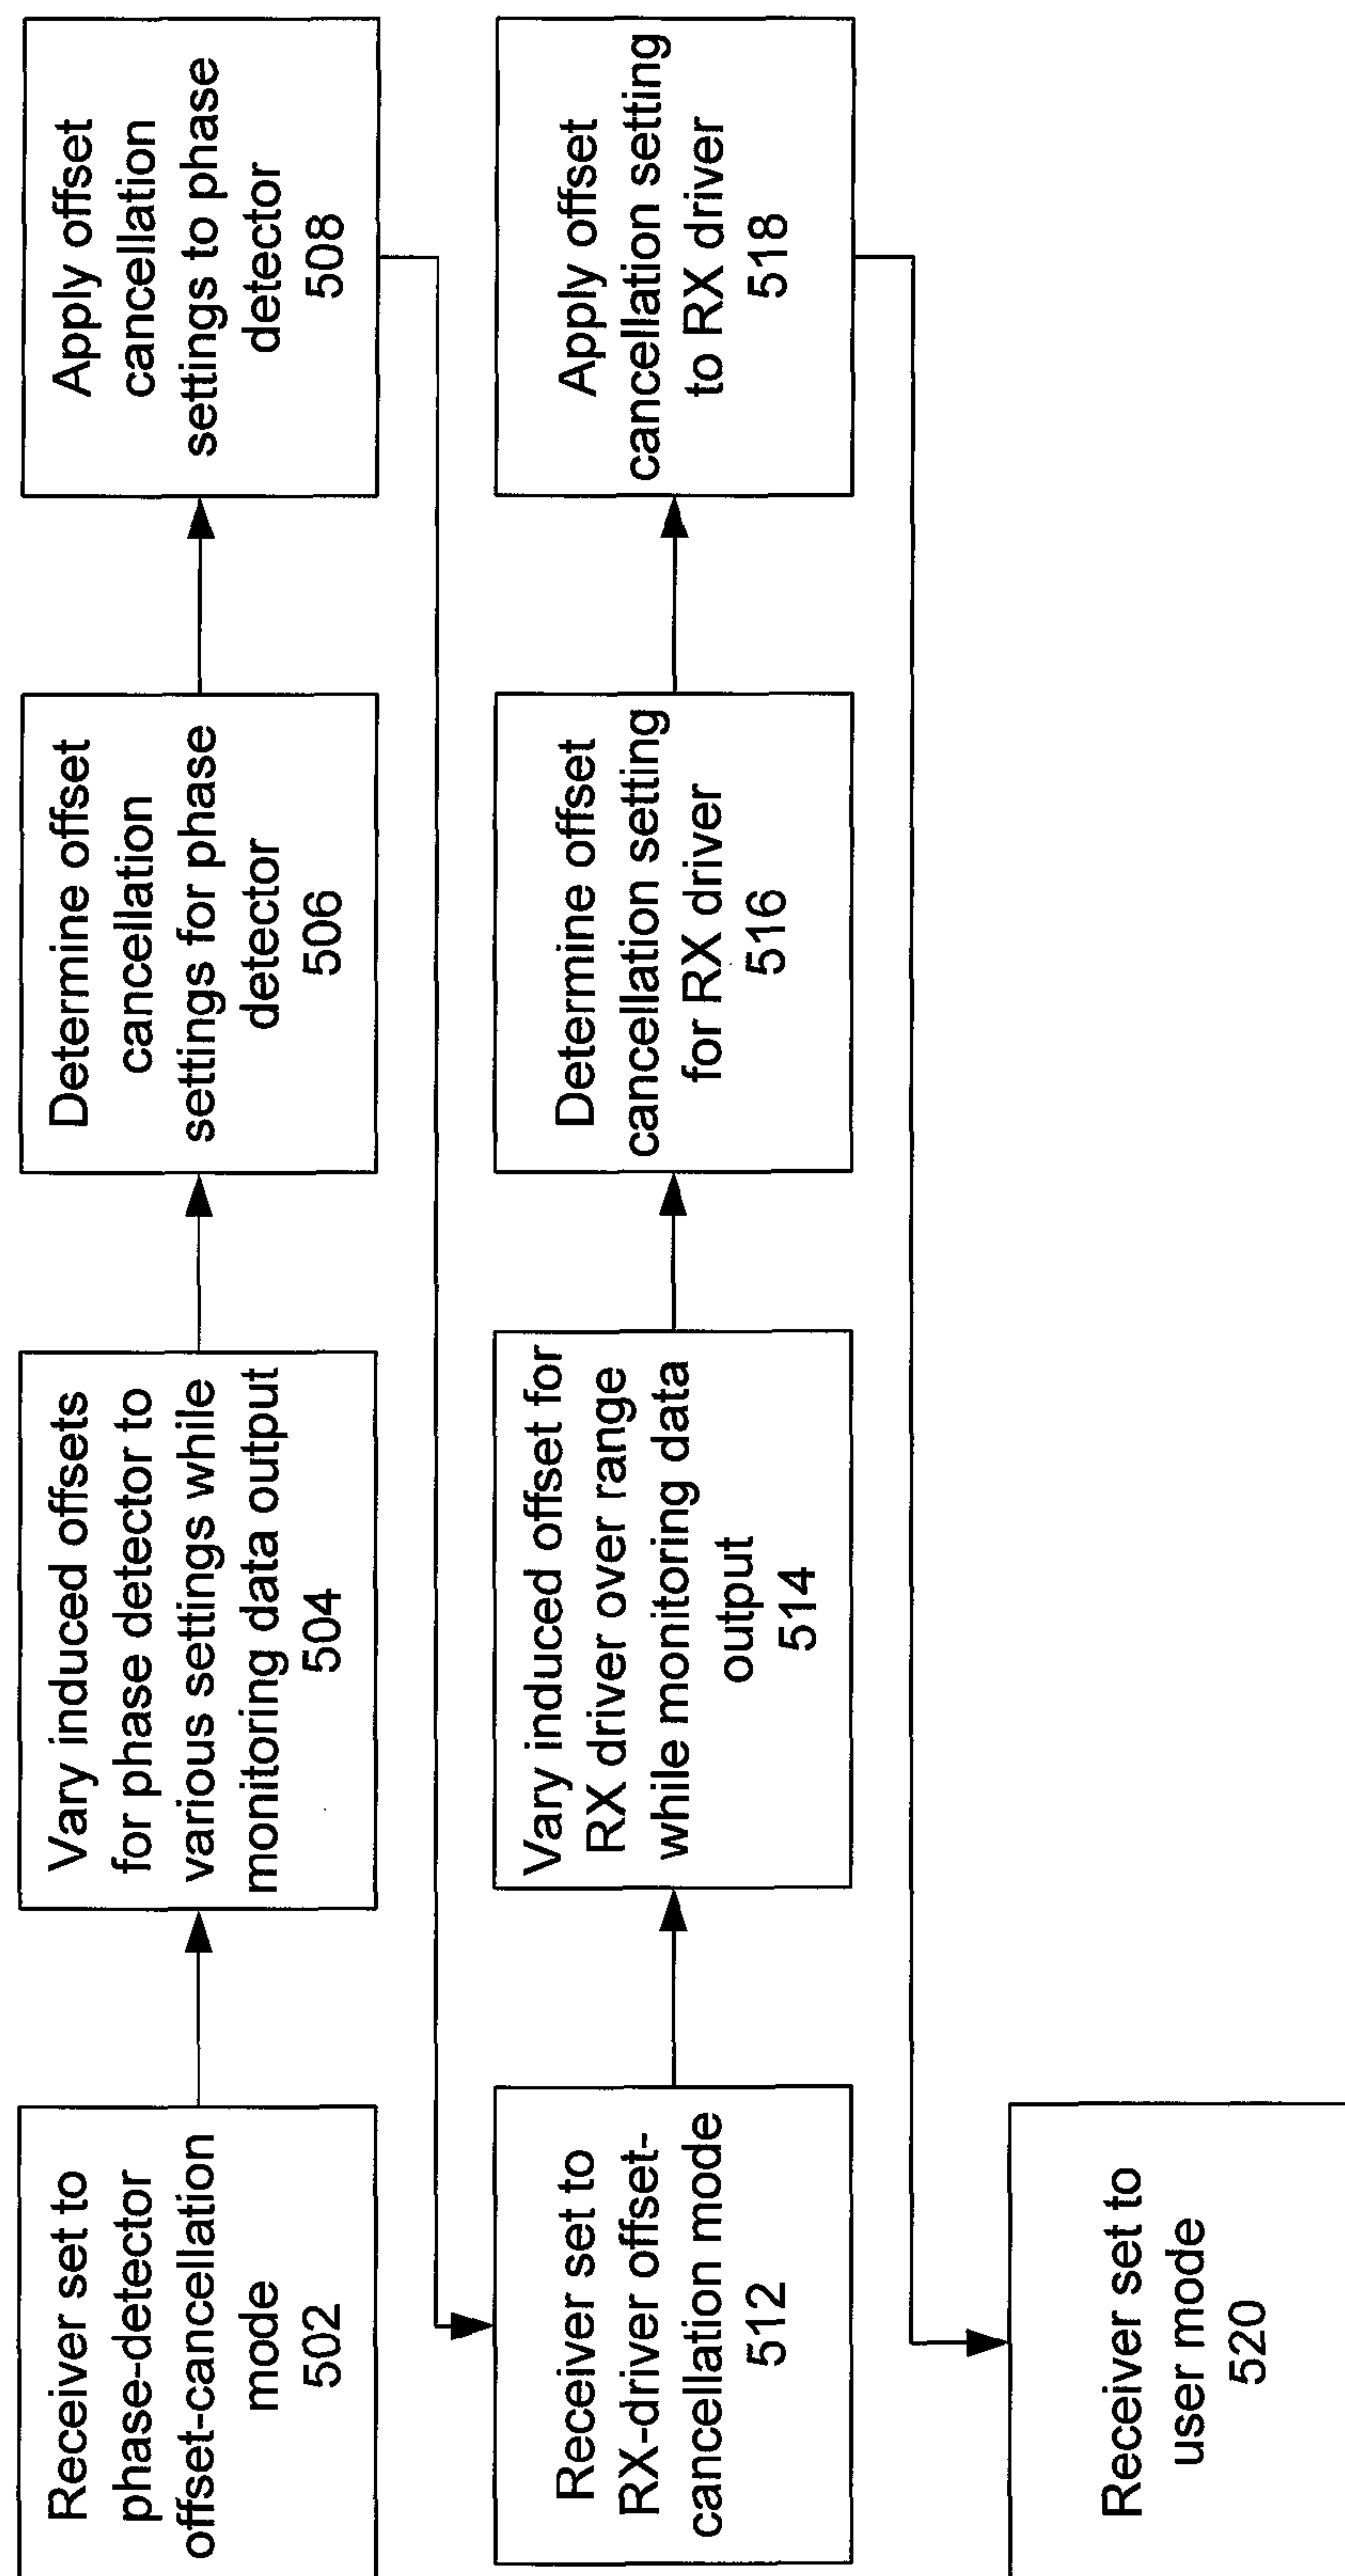 Receiver set to
phase-detector
offset-cancellation
mode
502
Vary induced offsets
for phase detector to
various settings while
monitoring data output
504
Determine offset
cancellation
settings for phase
detector
506
Apply offset
cancellation
settings to phase
detector
508
Receiver set to
RX-driver offset-
cancellation mode
512
Vary induced offset for
RX driver over range
while monitoring data
output
514
Determine offset
cancellation setting
for RX driver
516
Apply offset
cancellation setting
to RX driver
518
Receiver set to
user mode
520